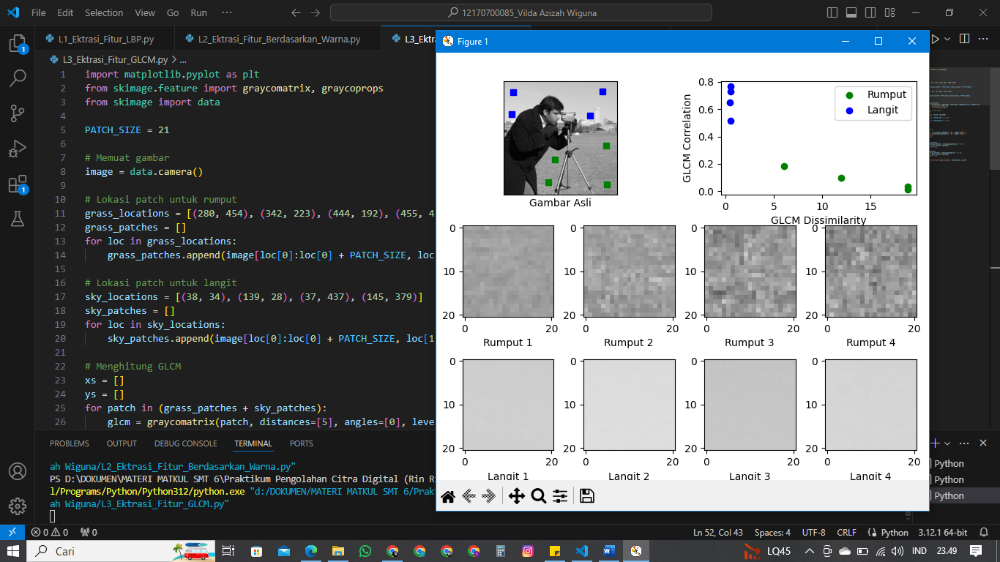 File Edit Selection View Go Run ··· 12170700085_Vilda Azizah Wiguna
L1_Ektrasi_Fitur_LBP.py L2_Ektrasi_Fitur_Berdasarkan_Warna.py L3_Ektra
L3_Ektrasi_Fitur_GLCM.py > ...
1 import matplotlib.pyplot as plt
2 from skimage.feature import graycomatrix, graycoprops
3 from skimage import data
4
5 PATCH_SIZE = 21
6
7 # Memuat gambar
8 image = data.camera()
9
10 # Lokasi patch untuk rumput
11 grass_locations = [(280, 454), (342, 223), (444, 192), (455, 4
12 grass_patches = []
13 for loc in grass_locations:
14 grass_patches.append(image[loc[0]:loc[0] + PATCH_SIZE, loc
15
16 # Lokasi patch untuk langit
17 sky_locations = [(38, 34), (139, 28), (37, 437), (145, 379)]
18 sky_patches = []
19 for loc in sky_locations:
20 sky_patches.append(image[loc[0]:loc[0] + PATCH_SIZE, loc[1
21
22 # Menghitung GLCM
23 xs = []
24 ys = []
25 for patch in (grass_patches + sky_patches):
26 glcm = graycomatrix(patch, distances=[5], angles=[0], leve
Figure 1
Gambar Asli
0.8
0.6
0.4
0.2
0.0
GLCM Correlation
Rumput
Langit
0 5 10 15
GLCM Dissimilarity
0 0 0 0
10 10 10 10
20 20 20 20
0 20 0 20 0 20 0 20
Rumput 1 Rumput 2 Rumput 3 Rumput 4
0 0 0 0
10 10 10 10
20 20 20 20
0 20 0 20 0 20 0 20
Langit 1 Langit 2 Langit 3 Langit 4
PROBLEMS OUTPUT DEBUG CONSOLE TERMINAL PORTS
ah Wiguna/L2_Ektrasi_Fitur_Berdasarkan_Warna.py"
PS D:\DOKUMEN\MATERI MATKUL SMT 6\Praktikum Pengolahan Citra Digital (Rin Ri
l/Programs/Python/Python312/python.exe "d:/DOKUMEN/MATERI MATKUL SMT 6/Prakt
ah Wiguna/L3_Ektrasi_Fitur_GLCM.py"
Python
Python
Python
0 0 0 Ln 52, Col 43 Spaces: 4 UTF-8 CRLF Python 3.12.1 64-bit
Cari LQ45 IND 23.49